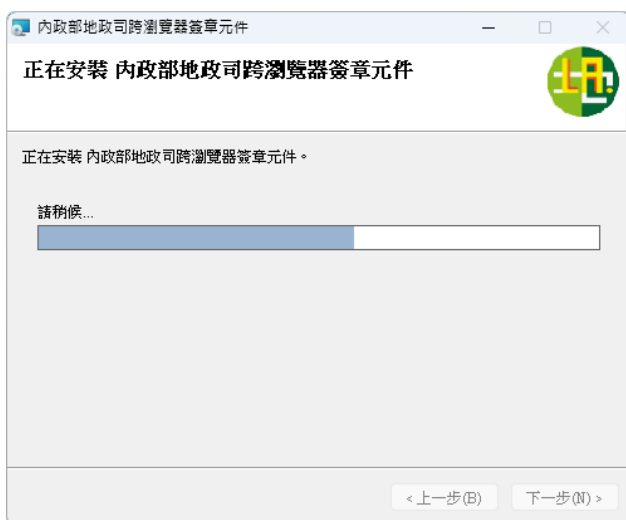 內政部地政司跨瀏覽器簽章元件
正在安裝 內政部地政司跨瀏覽器簽章元件
LA.
正在安裝 內政部地政司跨瀏覽器簽章元件。
請稍候...
<上一步(B)
下一步(N)>